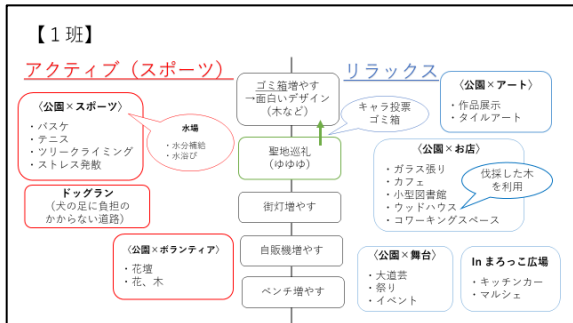 【１班】
アクティブ（スポーツ）
リラックス
〈公園×スポーツ〉
・バスケ
・テニス
・ツリークライミング
・ストレス発散
水場
・水分補給
・水浴び
ドッグラン
（犬の足に負担の
かからない道路）
〈公園×ボランティア〉
・花壇
・花、木
ゴミ箱増やす
→面白いデザイン
（木など）
聖地巡礼
（ゆゆゆ）
街灯増やす
自販機増やす
ベンチ増やす
キャラ投票
ゴミ箱
〈公園×アート〉
・作品展示
・タイルアート
〈公園×お店〉
・ガラス張り
・カフェ
・小型図書館
・ウッドハウス
・コワーキングスペース
伐採した木
を利用
〈公園×舞台〉
・大道芸
・祭り
・イベント
In まろっこ広場
・キッチンカー
・マルシェ